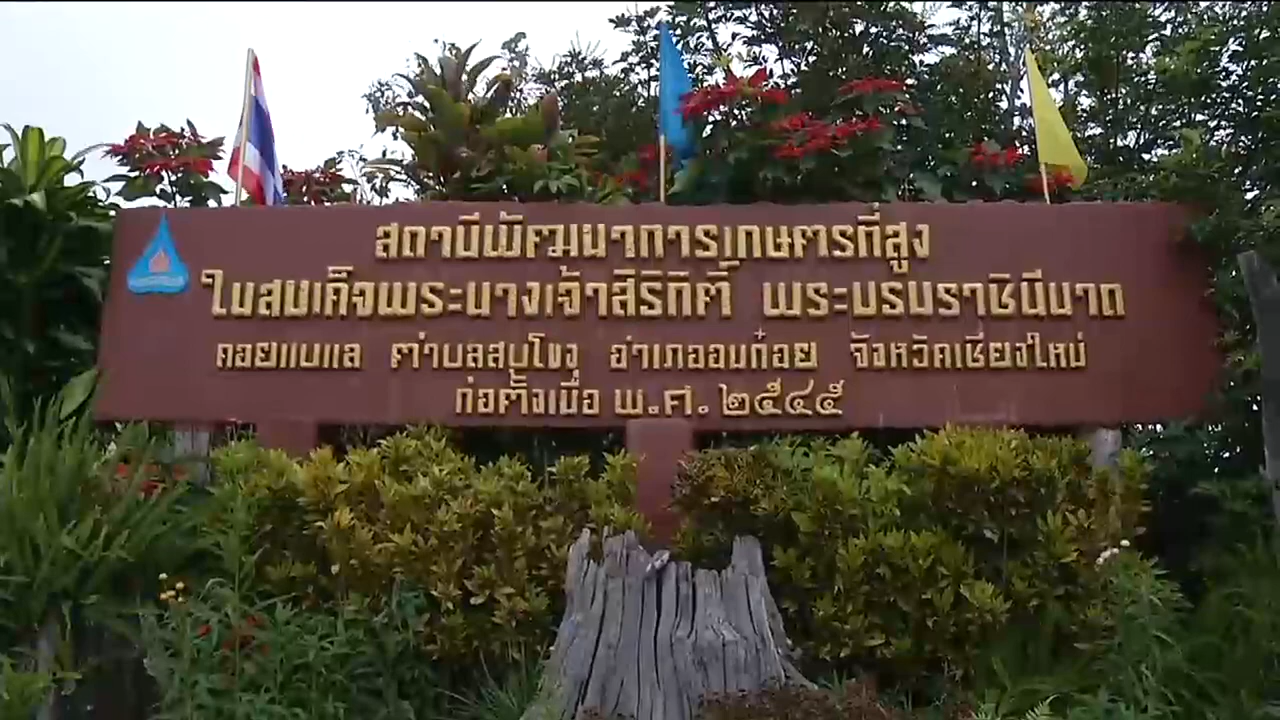 สถานีพัฒนาการเกษตรที่สูง
ในสมเด็จพระนางเจ้าสิริกิติ์ พระบรมราชินีนาถ
ดอยแบแล ตำบลสบโขง อำเภออมก๋อย จังหวัดเชียงใหม่
ก่อตั้งเมื่อ พ.ศ. ๒๕๔๕